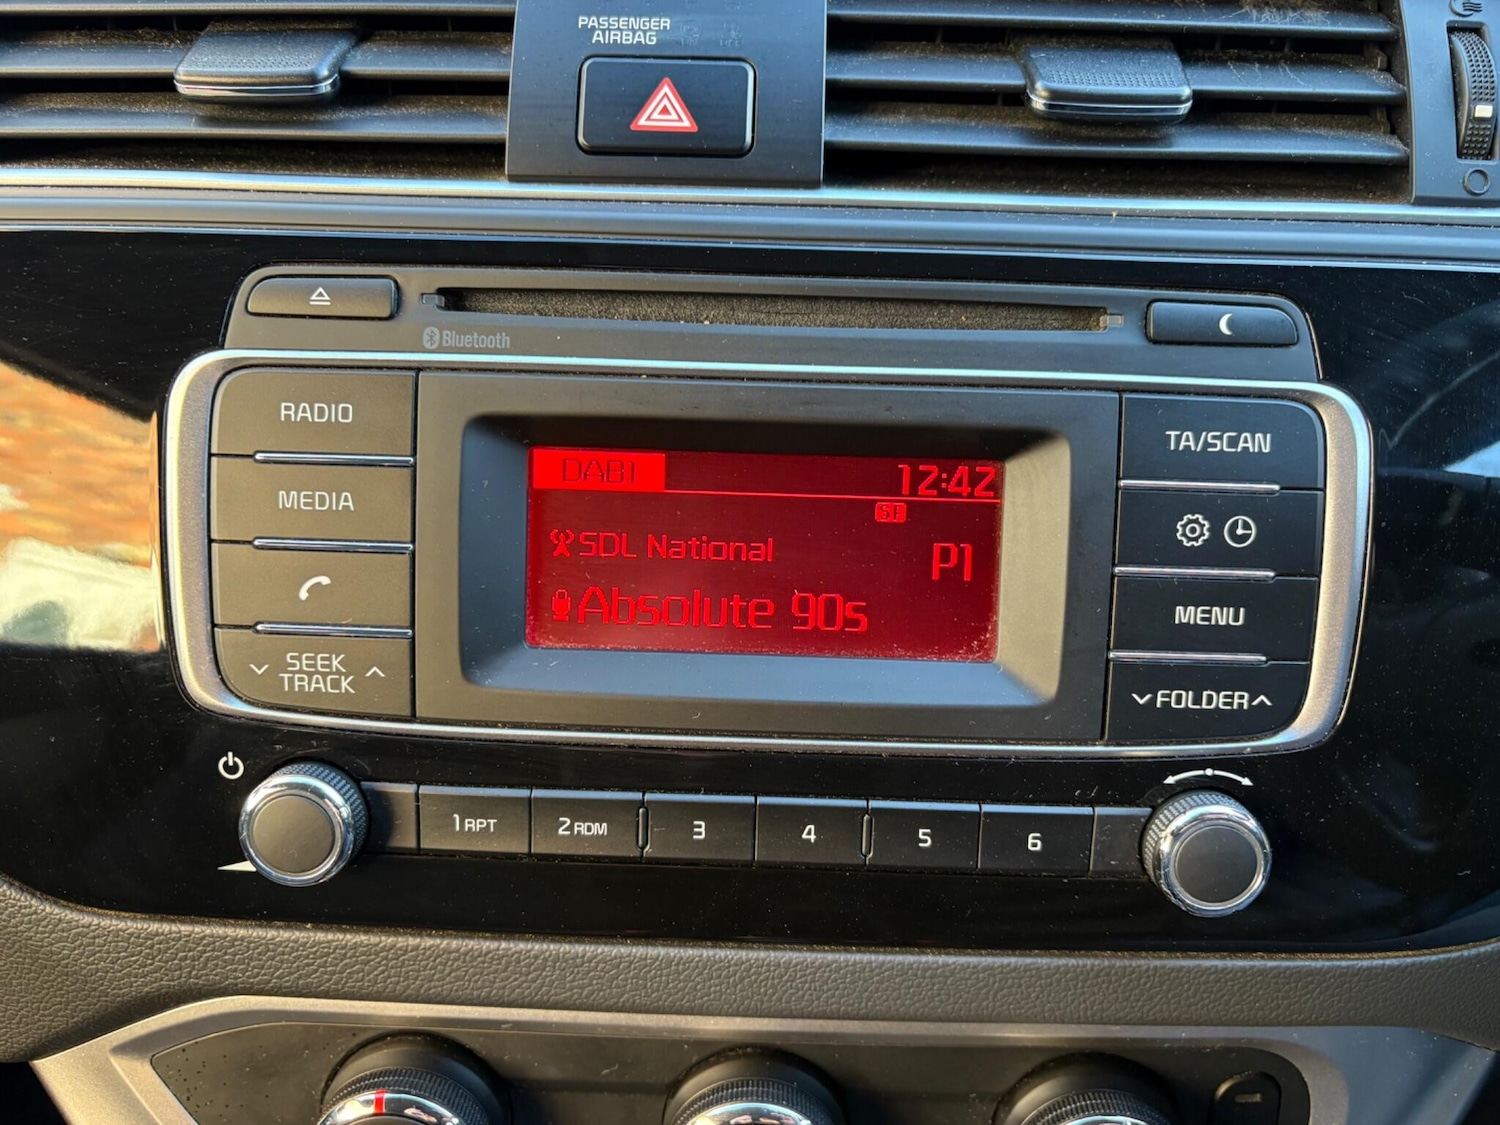 PASSENGER
AIRBAG
Bluetooth
RADIO
MEDIA
SEEK
TRACK
DAB1
12:42
SF
SDL National
P1
Absolute 90s
TA/SCAN
MENU
FOLDER
1 RPT
2 RDM
3
4
5
6